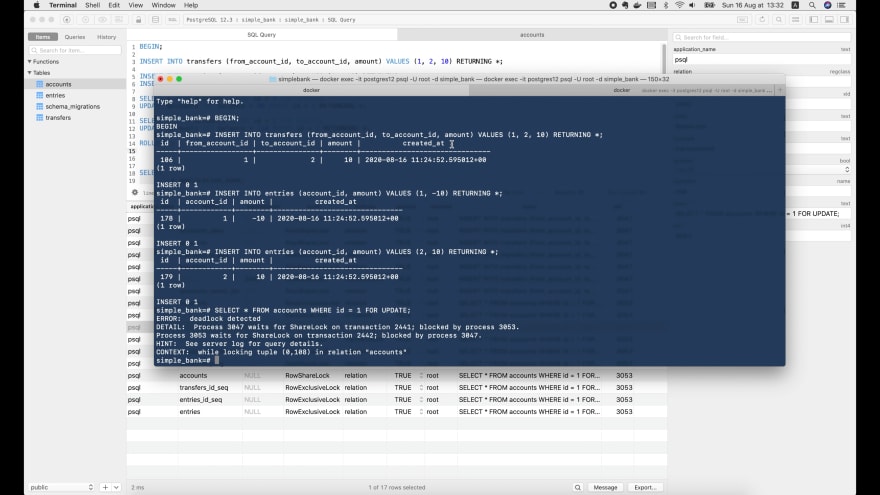 Terminal Shell Edit View Window Help
Sun 16 Aug at 13:32
PostgreSQL 12.3 : simple_bank : simple_bank : SQL Query
Items Queries History
SQL Query
accounts
Search for item...
Search for field...
Functions
Tables
accounts
entries
schema_migrations
transfers
1 BEGIN;
2
3 INSERT INTO transfers (from_account_id, to_account_id, amount) VALUES (1, 2, 10) RETURNING *;
application_name text
psql
relation regclass
simplebank — docker exec -it postgres12 psql -U root -d simple_bank — docker exec -it postgres12 psql -U root -d simple_bank — 150×32
docker
docker
docker exec -it postgres12 psql -U root -d simple_bank ...
Type "help" for help.
simple_bank=# BEGIN;
BEGIN
simple_bank=# INSERT INTO transfers (from_account_id, to_account_id, amount) VALUES (1, 2, 10) RETURNING *;
id | from_account_id | to_account_id | amount | created_at
-----+-----------------+---------------+--------+-------------------------------
106 | 1 | 2 | 10 | 2020-08-16 11:24:52.595012+00
(1 row)
INSERT 0 1
simple_bank=# INSERT INTO entries (account_id, amount) VALUES (1, -10) RETURNING *;
id | account_id | amount | created_at
-----+------------+--------+-------------------------------
178 | 1 | -10 | 2020-08-16 11:24:52.595012+00
(1 row)
INSERT 0 1
simple_bank=# INSERT INTO entries (account_id, amount) VALUES (2, 10) RETURNING *;
id | account_id | amount | created_at
-----+------------+--------+-------------------------------
179 | 2 | 10 | 2020-08-16 11:24:52.595012+00
(1 row)
INSERT 0 1
simple_bank=# SELECT * FROM accounts WHERE id = 1 FOR UPDATE;
ERROR: deadlock detected
DETAIL: Process 3047 waits for ShareLock on transaction 2441; blocked by process 3053.
Process 3053 waits for ShareLock on transaction 2442; blocked by process 3047.
HINT: See server log for query details.
CONTEXT: while locking tuple (0,108) in relation "accounts"
simple_bank=#
psql accounts NULL RowShareLock relation TRUE root SELECT * FROM accounts WHERE id = 1 FOR... 3053
psql transfers_id_seq NULL RowExclusiveLock relation TRUE root SELECT * FROM accounts WHERE id = 1 FOR... 3053
psql entries_id_seq NULL RowExclusiveLock relation TRUE root SELECT * FROM accounts WHERE id = 1 FOR... 3053
psql entries NULL RowExclusiveLock relation TRUE root SELECT * FROM accounts WHERE id = 1 FOR... 3053
public
2 ms
1 of 17 rows selected
Message
Export...